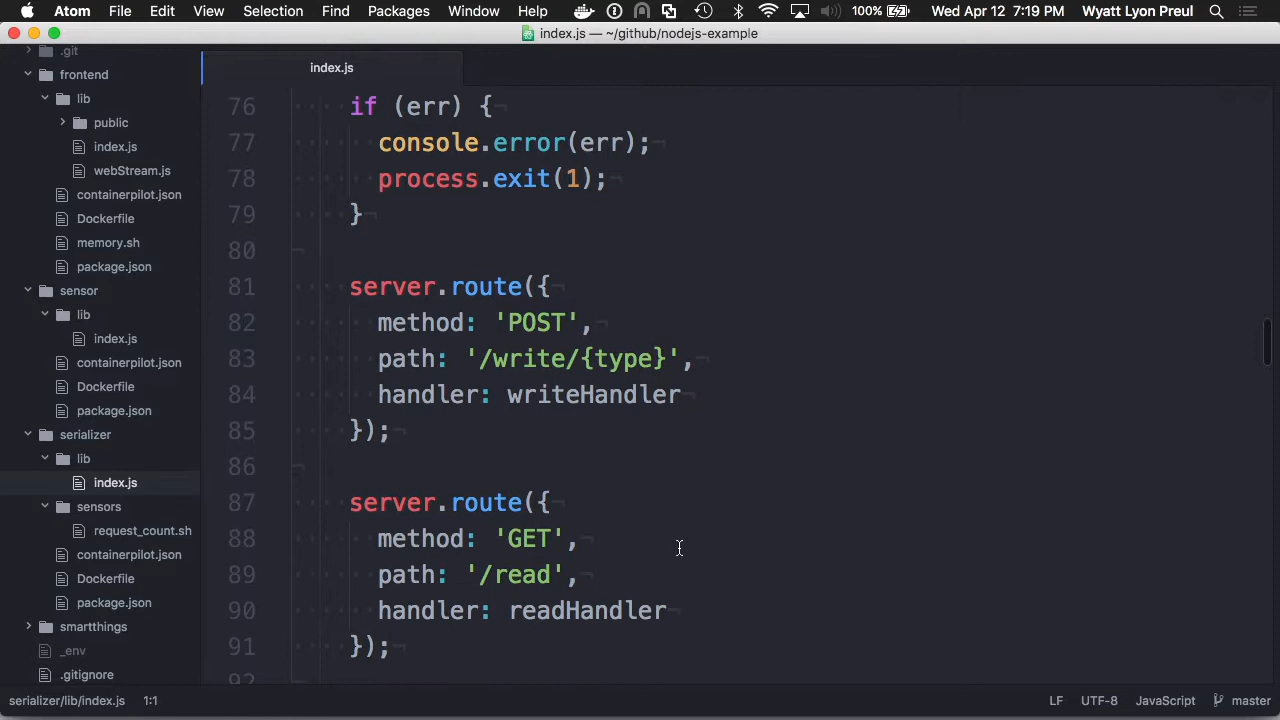 Atom File Edit View Selection Find Packages Window Help 100% Wed Apr 12 7:19 PM Wyatt Lyon Preul
index.js — ~/github/nodejs-example
.git
frontend
lib
public
index.js
webStream.js
containerpilot.json
Dockerfile
memory.sh
package.json
sensor
lib
index.js
containerpilot.json
Dockerfile
package.json
serializer
lib
index.js
sensors
request_count.sh
containerpilot.json
Dockerfile
package.json
smartthings
_env
.gitignore
index.js
76 if (err) {
77 console.error(err);
78 process.exit(1);
79 }
80
81 server.route({
82 method: 'POST',
83 path: '/write/{type}',
84 handler: writeHandler
85 });
86
87 server.route({
88 method: 'GET',
89 path: '/read',
90 handler: readHandler
91 });
92
serializer/lib/index.js 1:1 LF UTF-8 JavaScript master